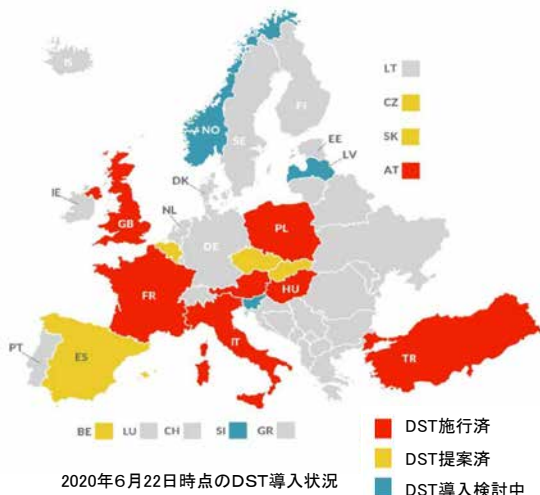 IS
NO
SE
FI
LT
CZ
SK
AT
EE
LV
DK
IE
NL
GB
DE
PL
FR
HU
IT
PT
ES
TR
BE
LU
CH
SI
GR
DST施行済
DST提案済
DST導入検討中
2020年6月22日時点のDST導入状況